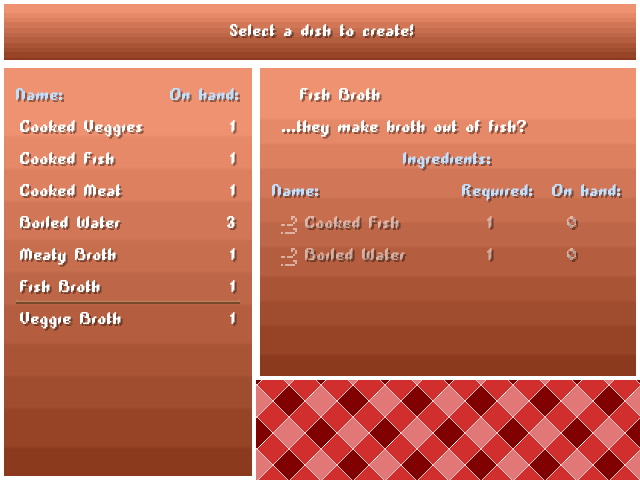 Select a dish to create!
Name: On hand:
Cooked Veggies 1
Cooked Fish 1
Cooked Meat 1
Boiled Water 3
Meaty Broth 1
Fish Broth 1
Veggie Broth 1
Fish Broth
...they make broth out of fish?
Ingredients:
Name: Required: On hand:
Cooked Fish 1 0
Boiled Water 1 0